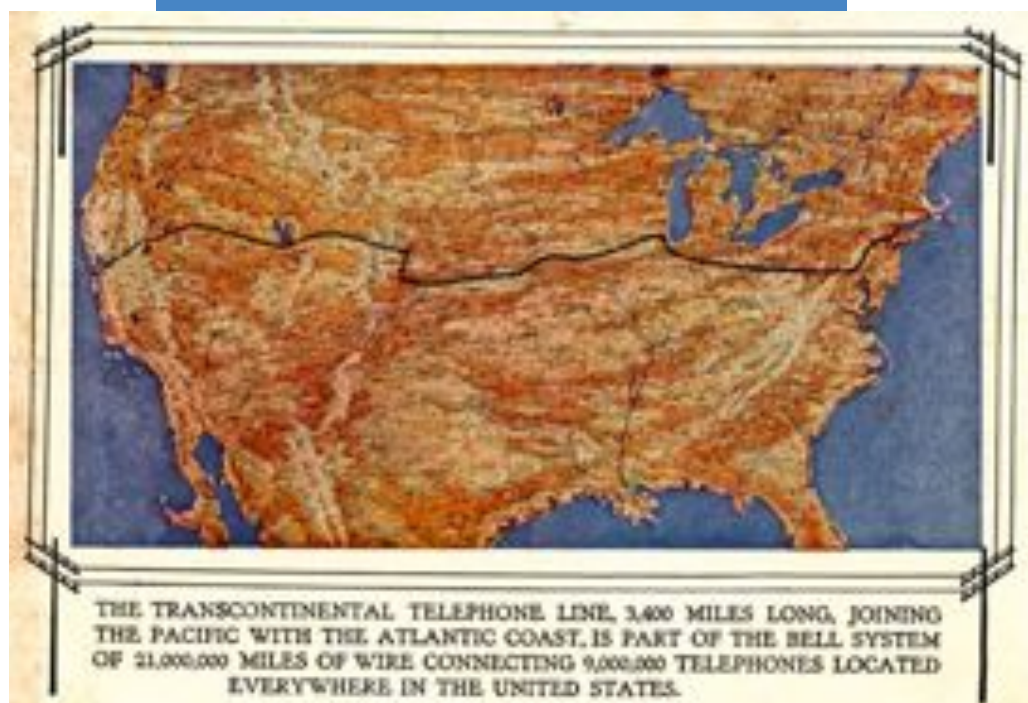 THE TRANSCONTINENTAL TELEPHONE LINE, 3,400 MILES LONG, JOINING
THE PACIFIC WITH THE ATLANTIC COAST, IS PART OF THE BELL SYSTEM
OF 21,000,000 MILES OF WIRE CONNECTING 9,000,000 TELEPHONES LOCATED
EVERYWHERE IN THE UNITED STATES.